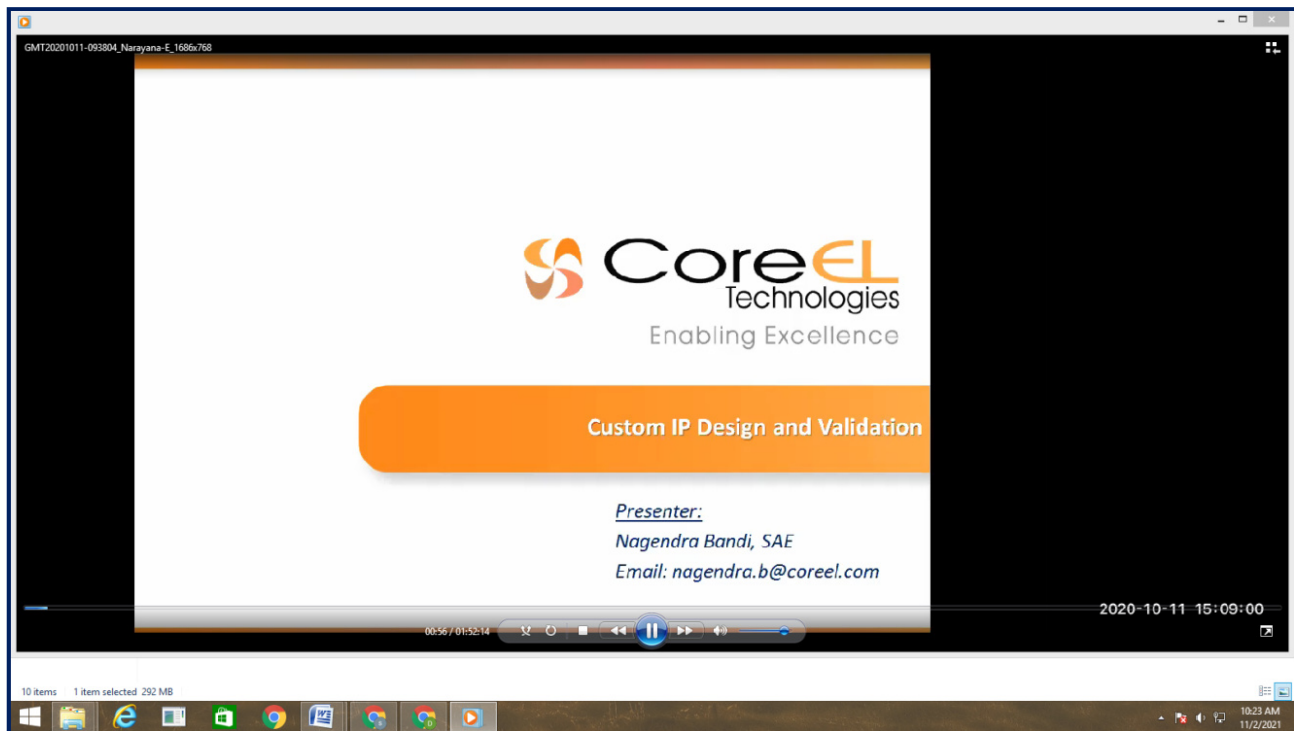 GMT20201011-093804_Narayana-E_1686x768
CoreEL
Technologies
Enabling Excellence
Custom IP Design and Validation
Presenter:
Nagendra Bandi, SAE
Email: nagendra.b@coreel.com
2020-10-11 15:09:00
00:56 / 01:52:14
10 items 1 item selected 292 MB
10:23 AM
11/2/2021